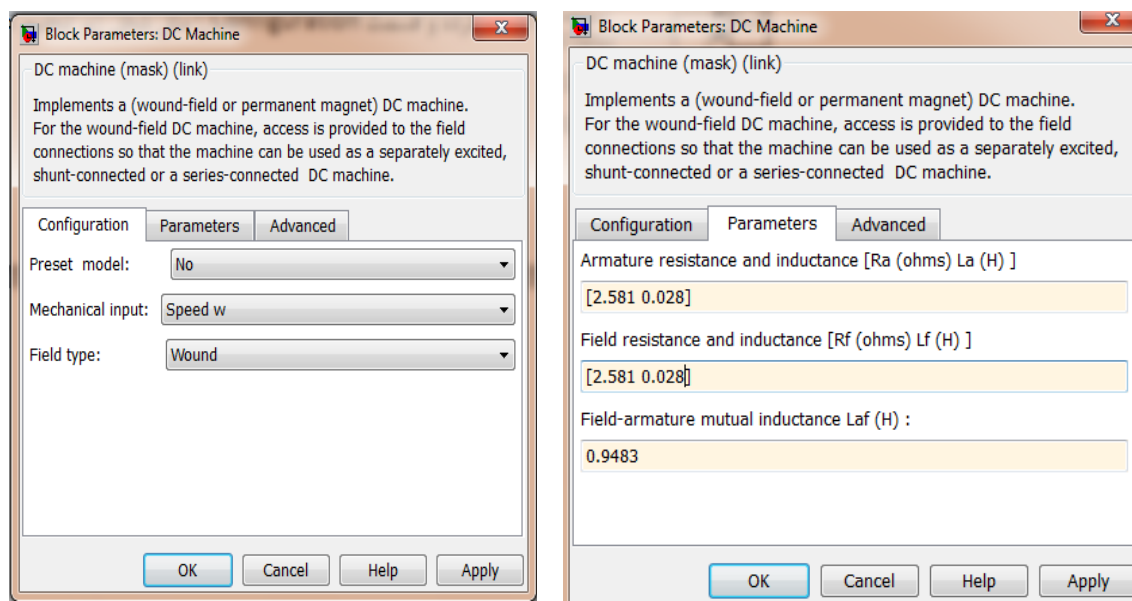 Block Parameters: DC Machine
DC machine (mask) (link)
Implements a (wound-field or permanent magnet) DC machine.
For the wound-field DC machine, access is provided to the field
connections so that the machine can be used as a separately excited,
shunt-connected or a series-connected DC machine.
Configuration Parameters Advanced
Preset model: No
Mechanical input: Speed w
Field type: Wound
OK Cancel Help Apply
Block Parameters: DC Machine
DC machine (mask) (link)
Implements a (wound-field or permanent magnet) DC machine.
For the wound-field DC machine, access is provided to the field
connections so that the machine can be used as a separately excited,
shunt-connected or a series-connected DC machine.
Configuration Parameters Advanced
Armature resistance and inductance [Ra (ohms) La (H) ]
[2.581 0.028]
Field resistance and inductance [Rf (ohms) Lf (H) ]
[2.581 0.028]
Field-armature mutual inductance Laf (H) :
0.9483
OK Cancel Help Apply